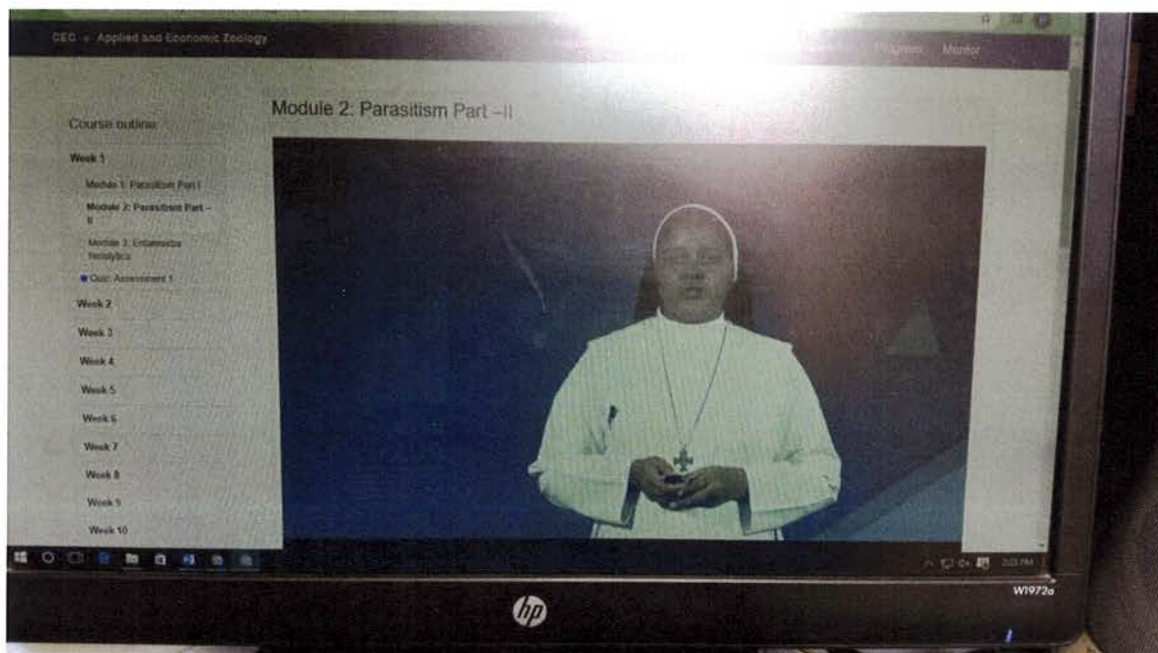 CEC » Applied and Economic Zoology
Progress Mentor
Module 2: Parasitism Part –II
Course outline
Week 1
Module 1: Parasitism Part I
Module 2: Parasitism Part –
II
Module 3: Entamoeba
histolytica
Quiz: Assessment 1
Week 2
Week 3
Week 4
Week 5
Week 6
Week 7
Week 8
Week 9
Week 10
hp
W1972a